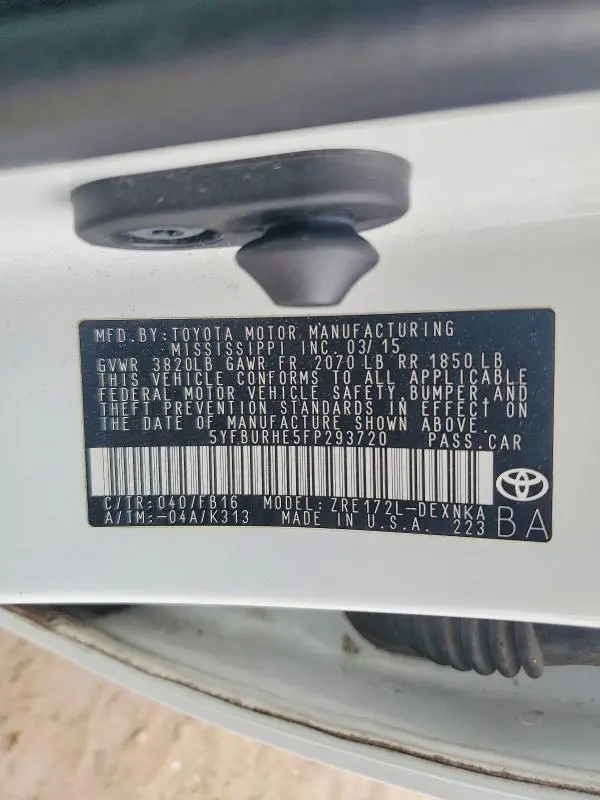 MFD.BY: TOYOTA MOTOR MANUFACTURING
MISSISSIPPI INC. 03/15
GVWR 3820LB GAWR FR 2070 LB RR 1850 LB
THIS VEHICLE CONFORMS TO ALL APPLICABLE
FEDERAL MOTOR VEHICLE SAFETY,BUMPER,AND
THEFT PREVENTION STANDARDS IN EFFECT ON
THE DATE OF MANUFACTURE SHOWN ABOVE.
5YFBURHE5FP293720 PASS.CAR
C/TR: 040/FB16 MODEL: ZRE172L-DEXNKA
A/TM:-04A/K313 MADE IN U.S.A. 223 BA